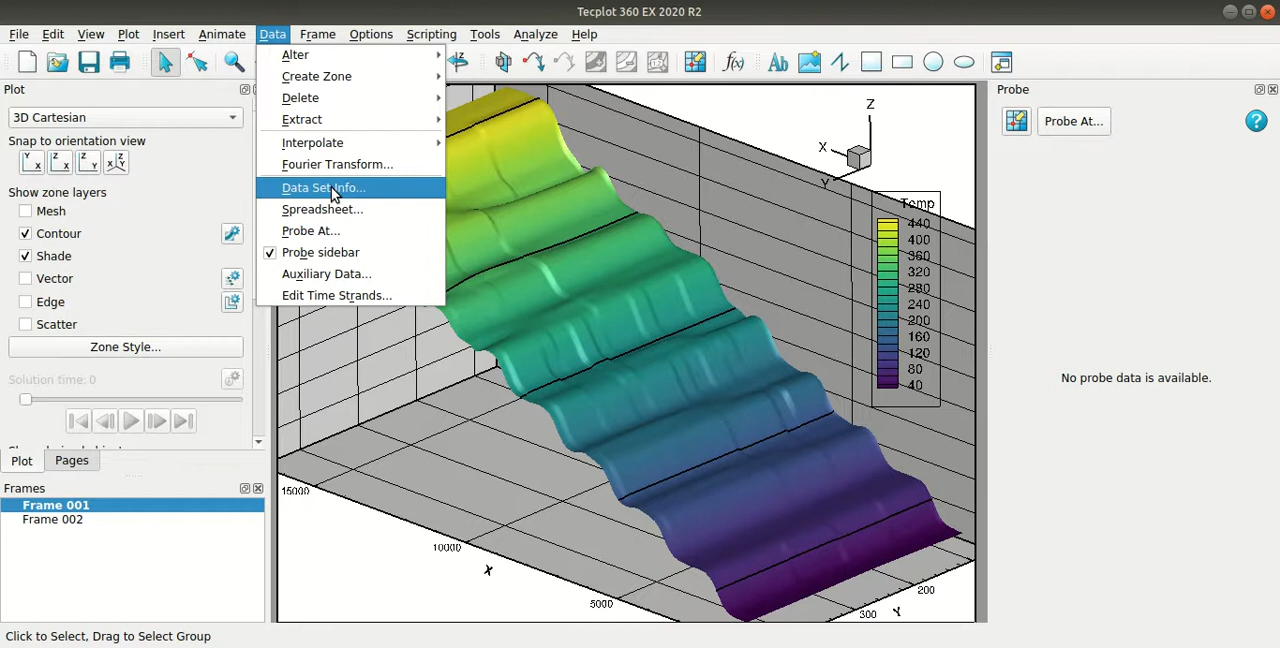 Tecplot 360 EX 2020 R2
File Edit View Plot Insert Animate Data Frame Options Scripting Tools Analyze Help
Plot
3D Cartesian
Snap to orientation view
Y X
Z X
Z Y
X Z Y
Show zone layers
Mesh
Contour
Shade
Vector
Edge
Scatter
Zone Style...
Solution time: 0
Plot Pages
Frames
Frame 001
Frame 002
Click to Select, Drag to Select Group
Alter
Create Zone
Delete
Extract
Interpolate
Fourier Transform...
Data Set Info...
Spreadsheet...
Probe At...
Probe sidebar
Auxiliary Data...
Edit Time Strands...
f(x)
Ab
Z
X
Y
Temp
440
400
360
320
280
240
200
160
120
80
40
15000
10000
X
5000
300
Y
200
Probe
Probe At...
?
No probe data is available.